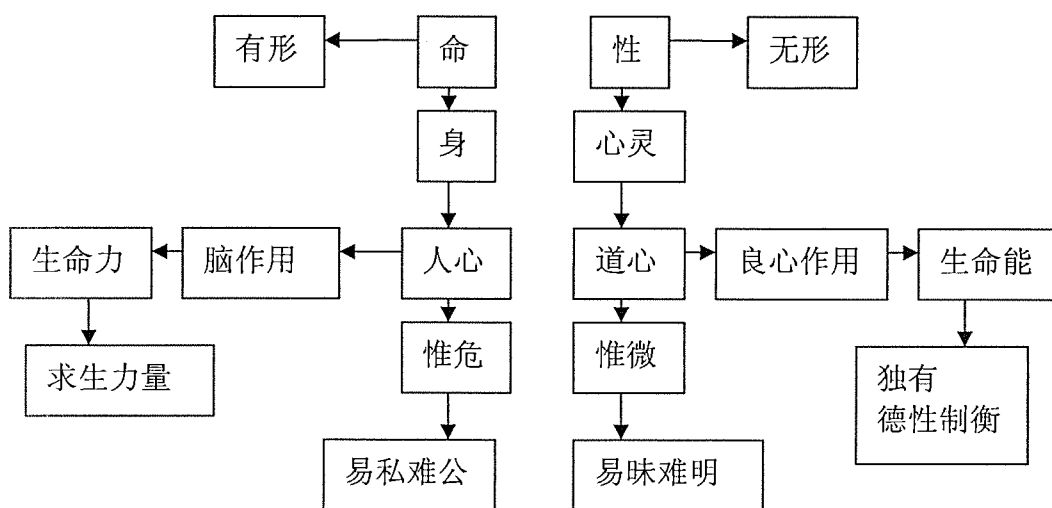 有形
命
性
无形
身
心灵
生命力
脑作用
人心
道心
良心作用
生命能
惟危
惟微
求生力量
独有
德性制衡
易私难公
易昧难明